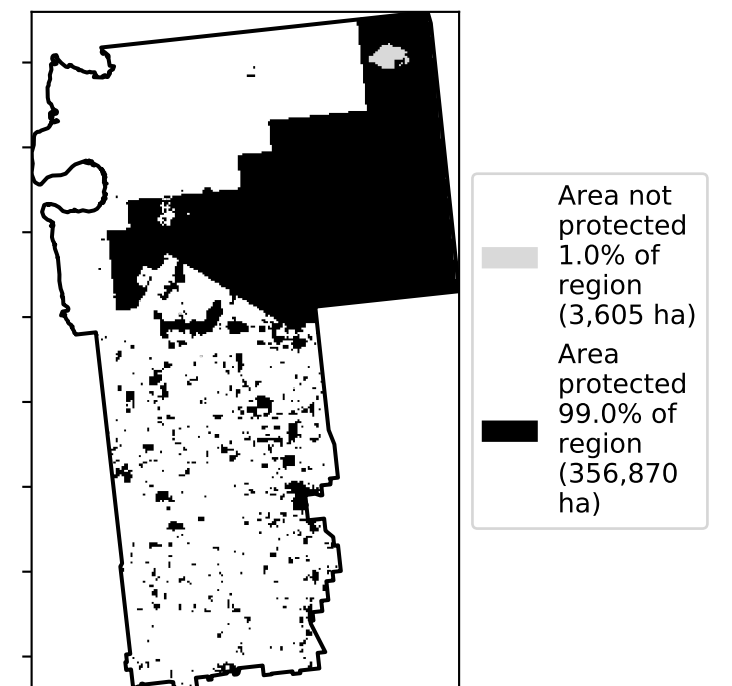 Area not
protected
1.0% of
region
(3,605 ha)
Area
protected
99.0% of
region
(356,870
ha)